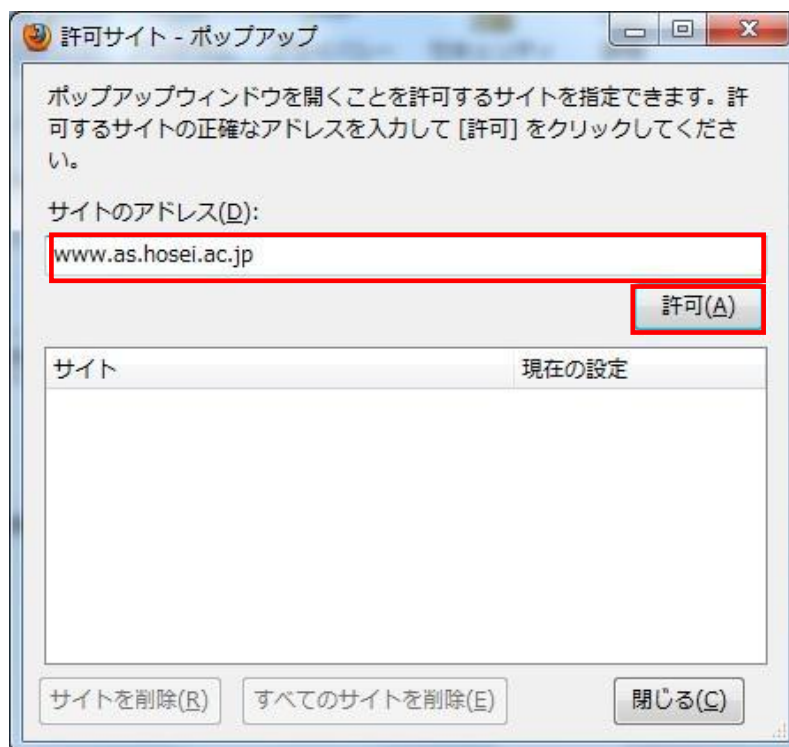 許可サイト - ポップアップ
ポップアップウィンドウを開くことを許可するサイトを指定できます。許
可するサイトの正確なアドレスを入力して [許可] をクリックしてくださ
い。
サイトのアドレス(D):
www.as.hosei.ac.jp
許可(A)
サイト 現在の設定
サイトを削除(R) すべてのサイトを削除(E) 閉じる(C)